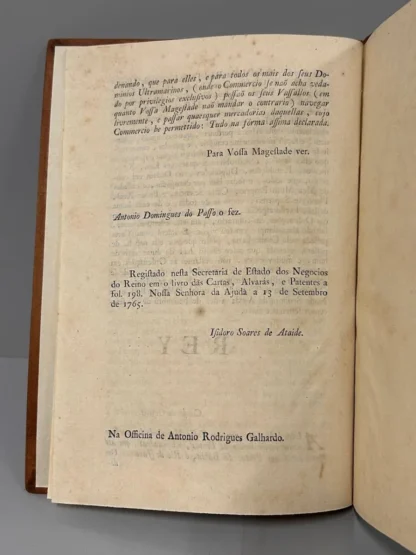 denando, que para elles, e para todos os mais dos seus Do-
minios Ultramarinos, (onde o Commercio se naõ acha veda-
do por privilegios exclusivos) possaõ os seus Vassallos (em
quanto Vossa Magestade naõ mandar o contrario) navegar
livremente, e passar quaesquer mercadorias daquellas, cujo
Commercio he permittido: Tudo na fórma assima declarada.
Para Vossa Magestade ver.
Antonio Domingues do Passo o fez.
Registado nesta Secretaria de Estado dos Negocios
do Reino em o livro das Cartas, Alvarás, e Patentes a
fol. 198. Nossa Senhora da Ajuda a 13 de Setembro
de 1765.
Isidoro Soares de Ataide.
REY
Na Officina de Antonio Rodrigues Galhardo.